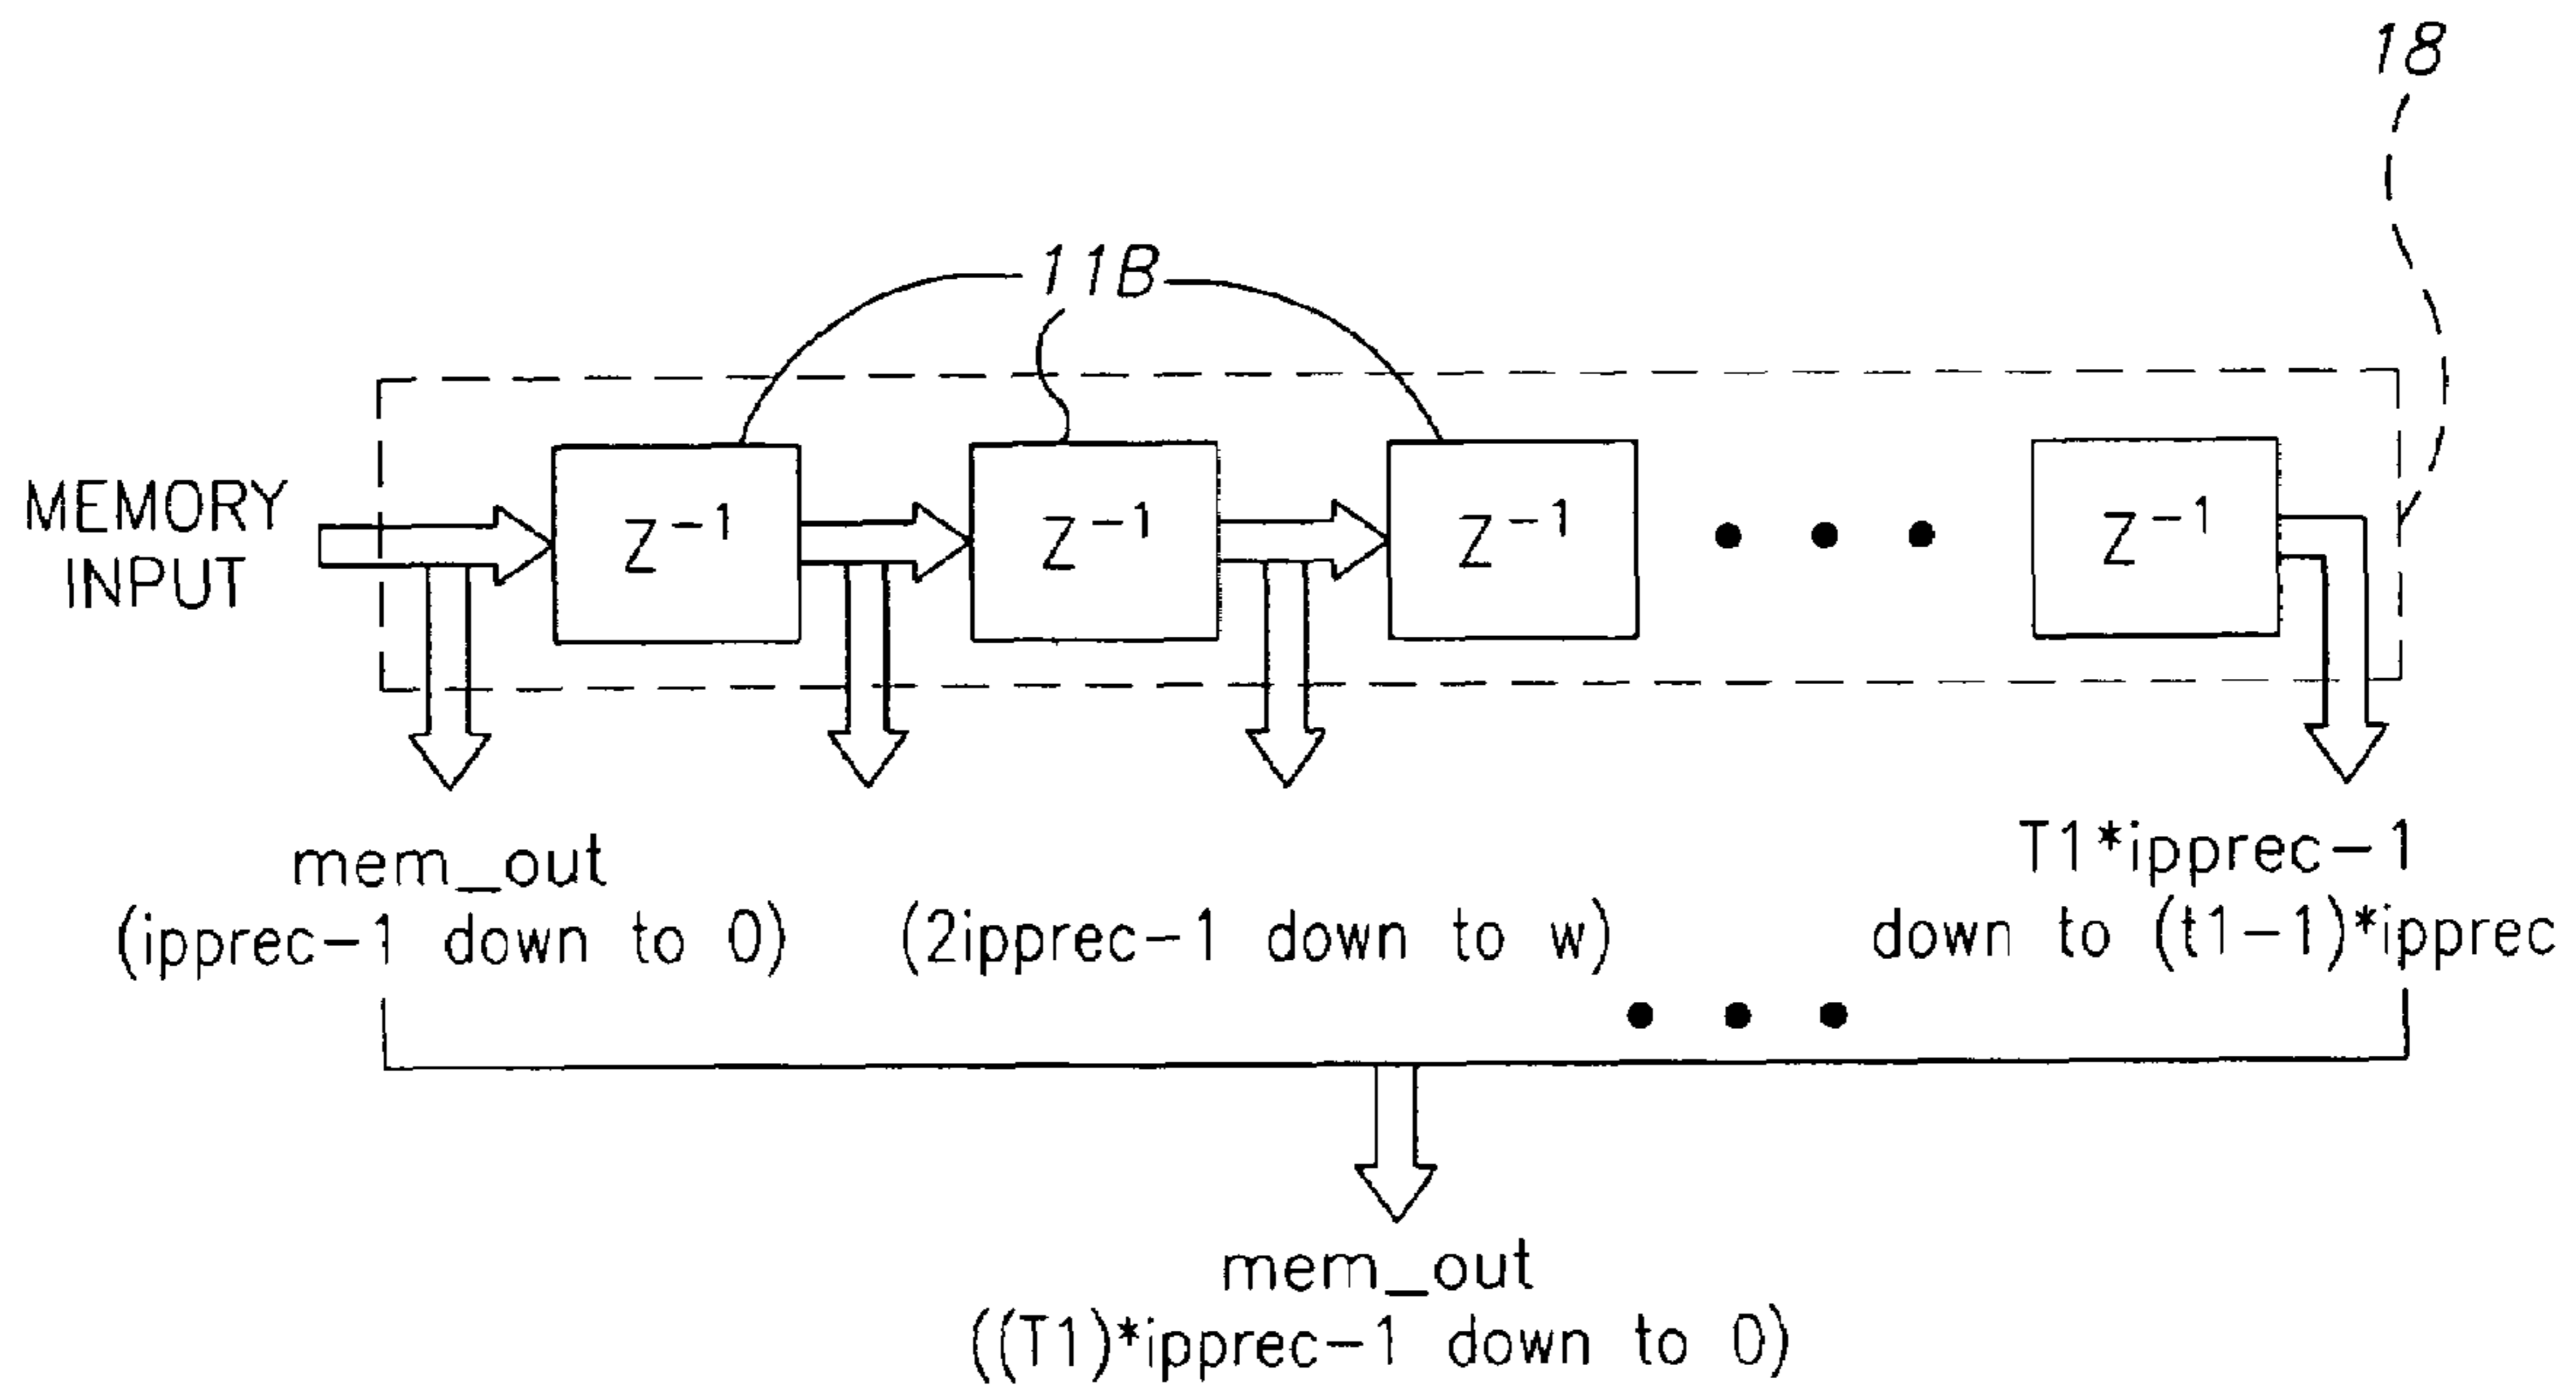 18
11B
MEMORY
INPUT
Z⁻¹
Z⁻¹
Z⁻¹
Z⁻¹
mem_out
(ipprec-1 down to 0)
(2ipprec-1 down to w)
T1*ipprec-1
down to (t1-1)*ipprec
mem_out
((T1)*ipprec-1 down to 0)